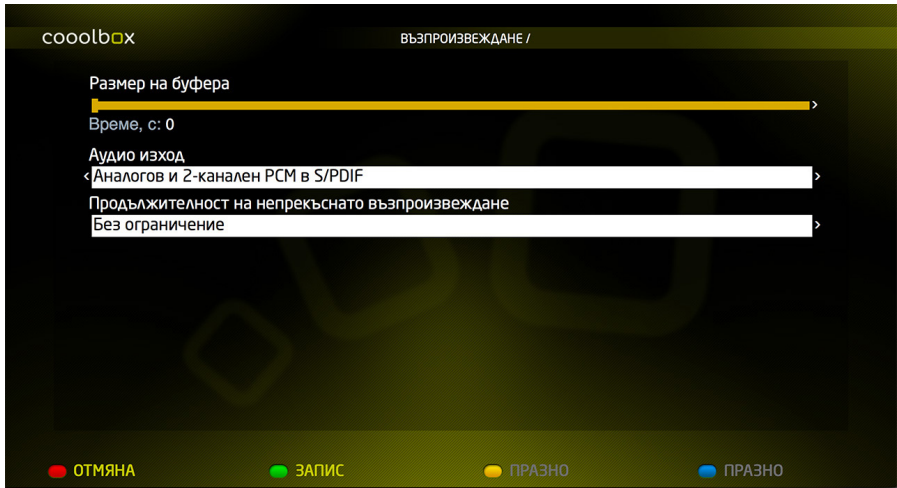 cooolbox
ВЪЗПРОИЗВЕЖДАНЕ /
Размер на буфера
Време, с: 0
Аудио изход
Аналогов и 2-канален PCM в S/PDIF
Продължителност на непрекъснато възпроизвеждане
Без ограничение
ОТМЯНА ЗАПИС ПРАЗНО ПРАЗНО